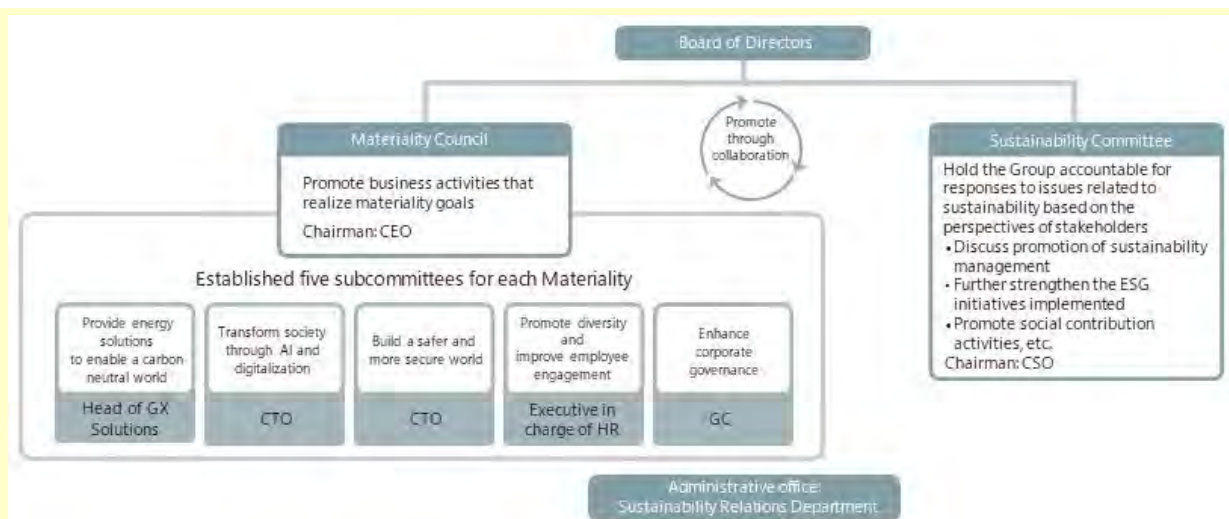 Board of Directors
Materiality Council
Promote business activities that
realize materiality goals
Chairman: CEO
Promote
through
collaboration
Sustainability Committee
Hold the Group accountable for
responses to issues related to
sustainability based on the
perspectives of stakeholders
• Discuss promotion of sustainability
management
• Further strengthen the ESG
initiatives implemented
• Promote social contribution
activities, etc.
Chairman: CSO
Established five subcommittees for each Materiality
Provide energy
solutions
to enable a carbon
neutral world
Head of GX
Solutions
Transform society
through AI and
digitalization
CTO
Build a safer and
more secure world
CTO
Promote diversity
and
improve employee
engagement
Executive in
charge of HR
Enhance
corporate
governance
GC
Administrative office:
Sustainability Relations Department